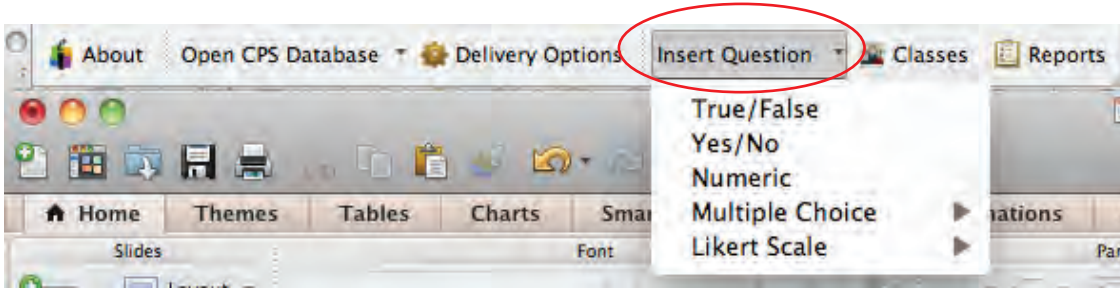 About Open CPS Database Delivery Options Insert Question Classes Reports
True/False
Yes/No
Numeric
Multiple Choice
Likert Scale
Home Themes Tables Charts
Slides Font